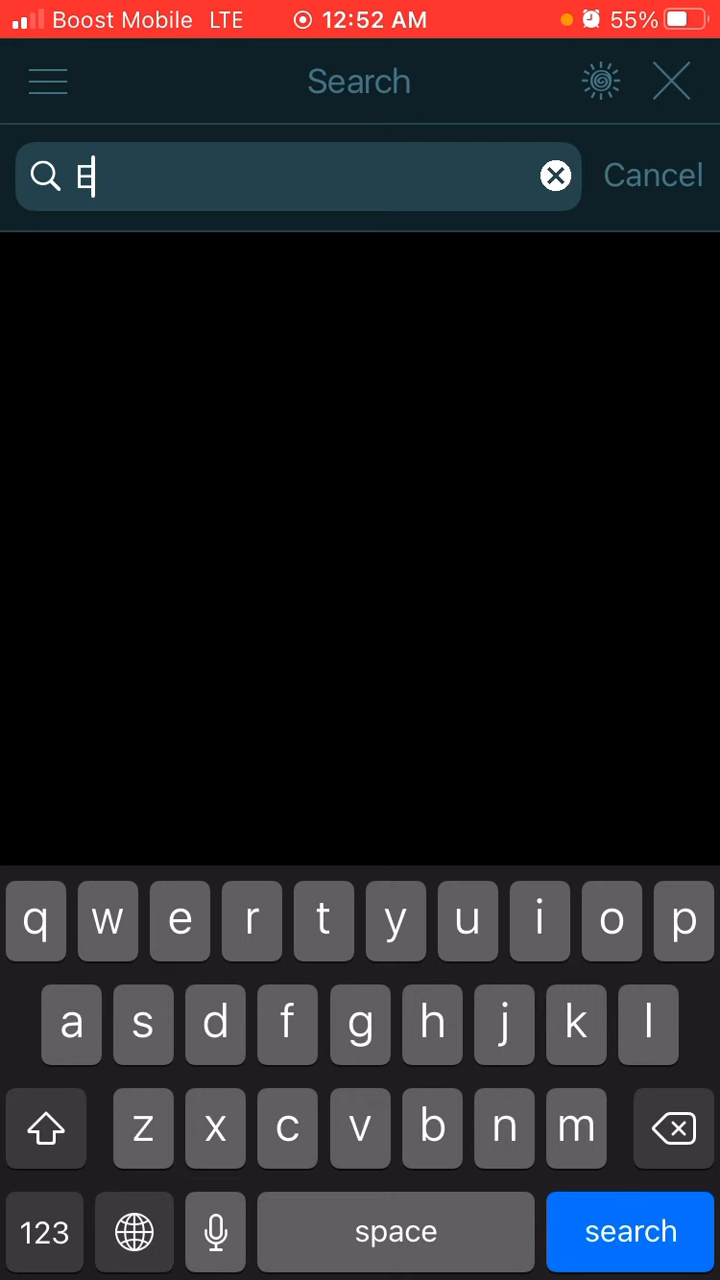 Boost Mobile LTE 12:52 AM 55%
Search
E Cancel
q w e r t y u i o p
a s d f g h j k l
z x c v b n m
123 space search